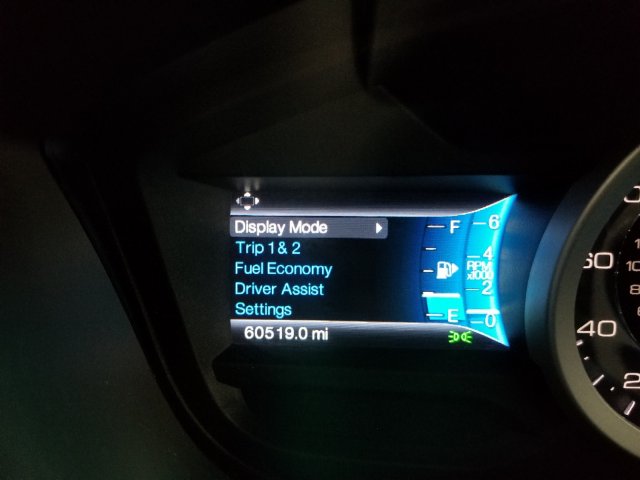 Display Mode
Trip 1 & 2
Fuel Economy
Driver Assist
Settings
60519.0 mi
F
E
6
4
RPM
x1000
2
0
60
40